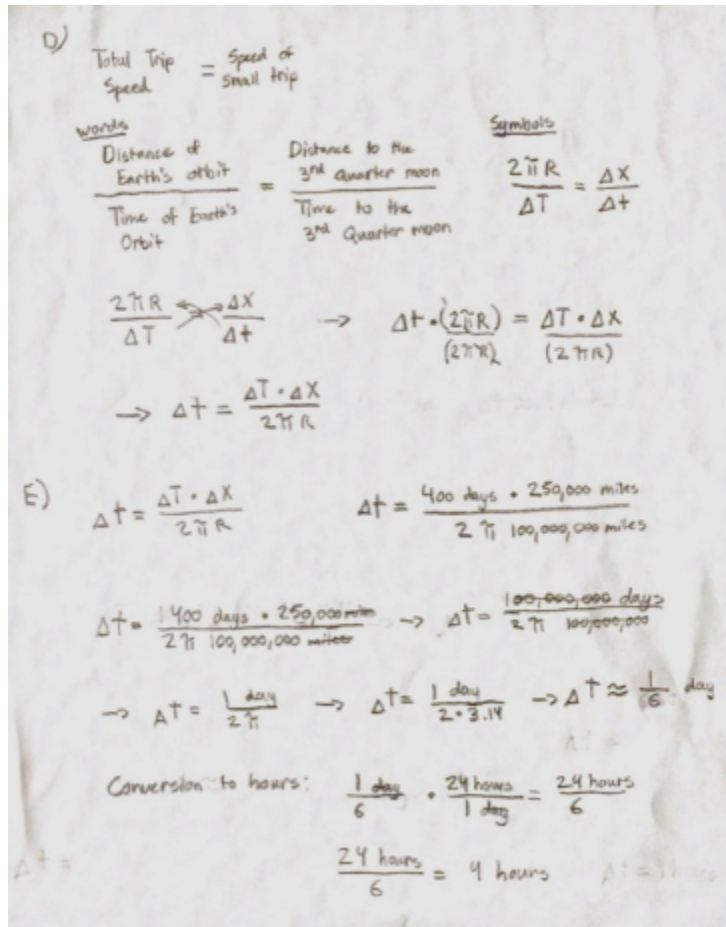 D)
Total Trip Speed = Speed of small trip
words
Distance of Earth's orbit / Time of Earth's Orbit = Distance to the 3rd quarter moon / Time to the 3rd Quarter moon
Symbols
2πR / ΔT = ΔX / Δt
2πR / ΔT ΔX / Δt → Δt · (2πR) / (2πR) = ΔT · ΔX / (2πR)
→ Δt = ΔT · ΔX / 2πR
E)
Δt = ΔT · ΔX / 2πR
Δt = 400 days · 250,000 miles / 2π 100,000,000 miles
Δt = 400 days · 250,000 miles / 2π 100,000,000 miles → Δt = 100,000,000 days / 2π 100,000,000
→ Δt = 1 day / 2π → Δt = 1 day / 2 · 3.14 → Δt ≈ 1/6 day
Conversion to hours: 1 day / 6 · 24 hours / 1 day = 24 hours / 6
24 hours / 6 = 4 hours